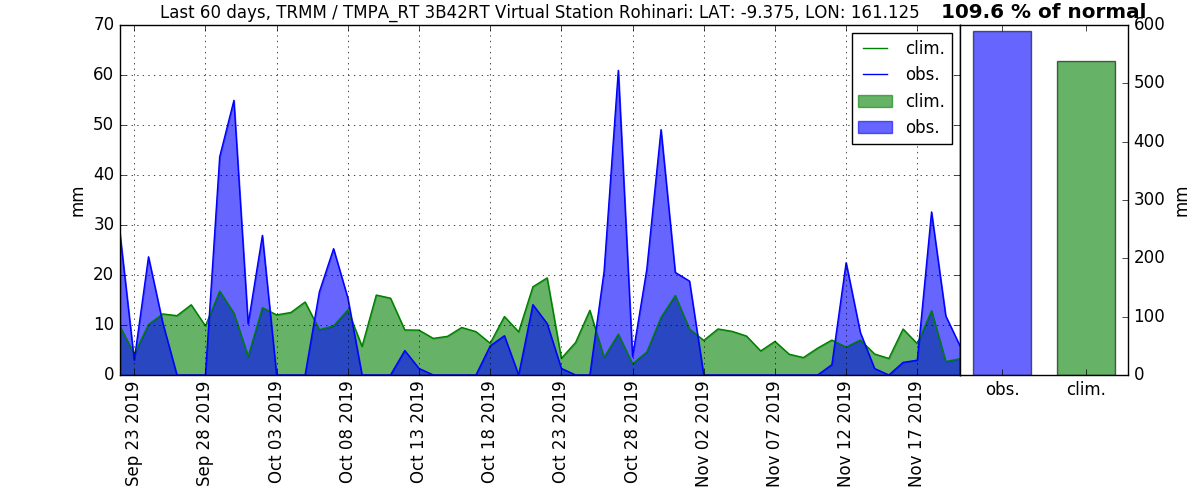 Last 60 days, TRMM / TMPA_RT 3B42RT Virtual Station Rohinari: LAT: -9.375, LON: 161.125
109.6 % of normal
70
60
50
40
30
20
10
0
mm
clim.
obs.
clim.
obs.
600
500
400
300
200
100
0
mm
obs.
clim.
Sep 23 2019
Sep 28 2019
Oct 03 2019
Oct 08 2019
Oct 13 2019
Oct 18 2019
Oct 23 2019
Oct 28 2019
Nov 02 2019
Nov 07 2019
Nov 12 2019
Nov 17 2019